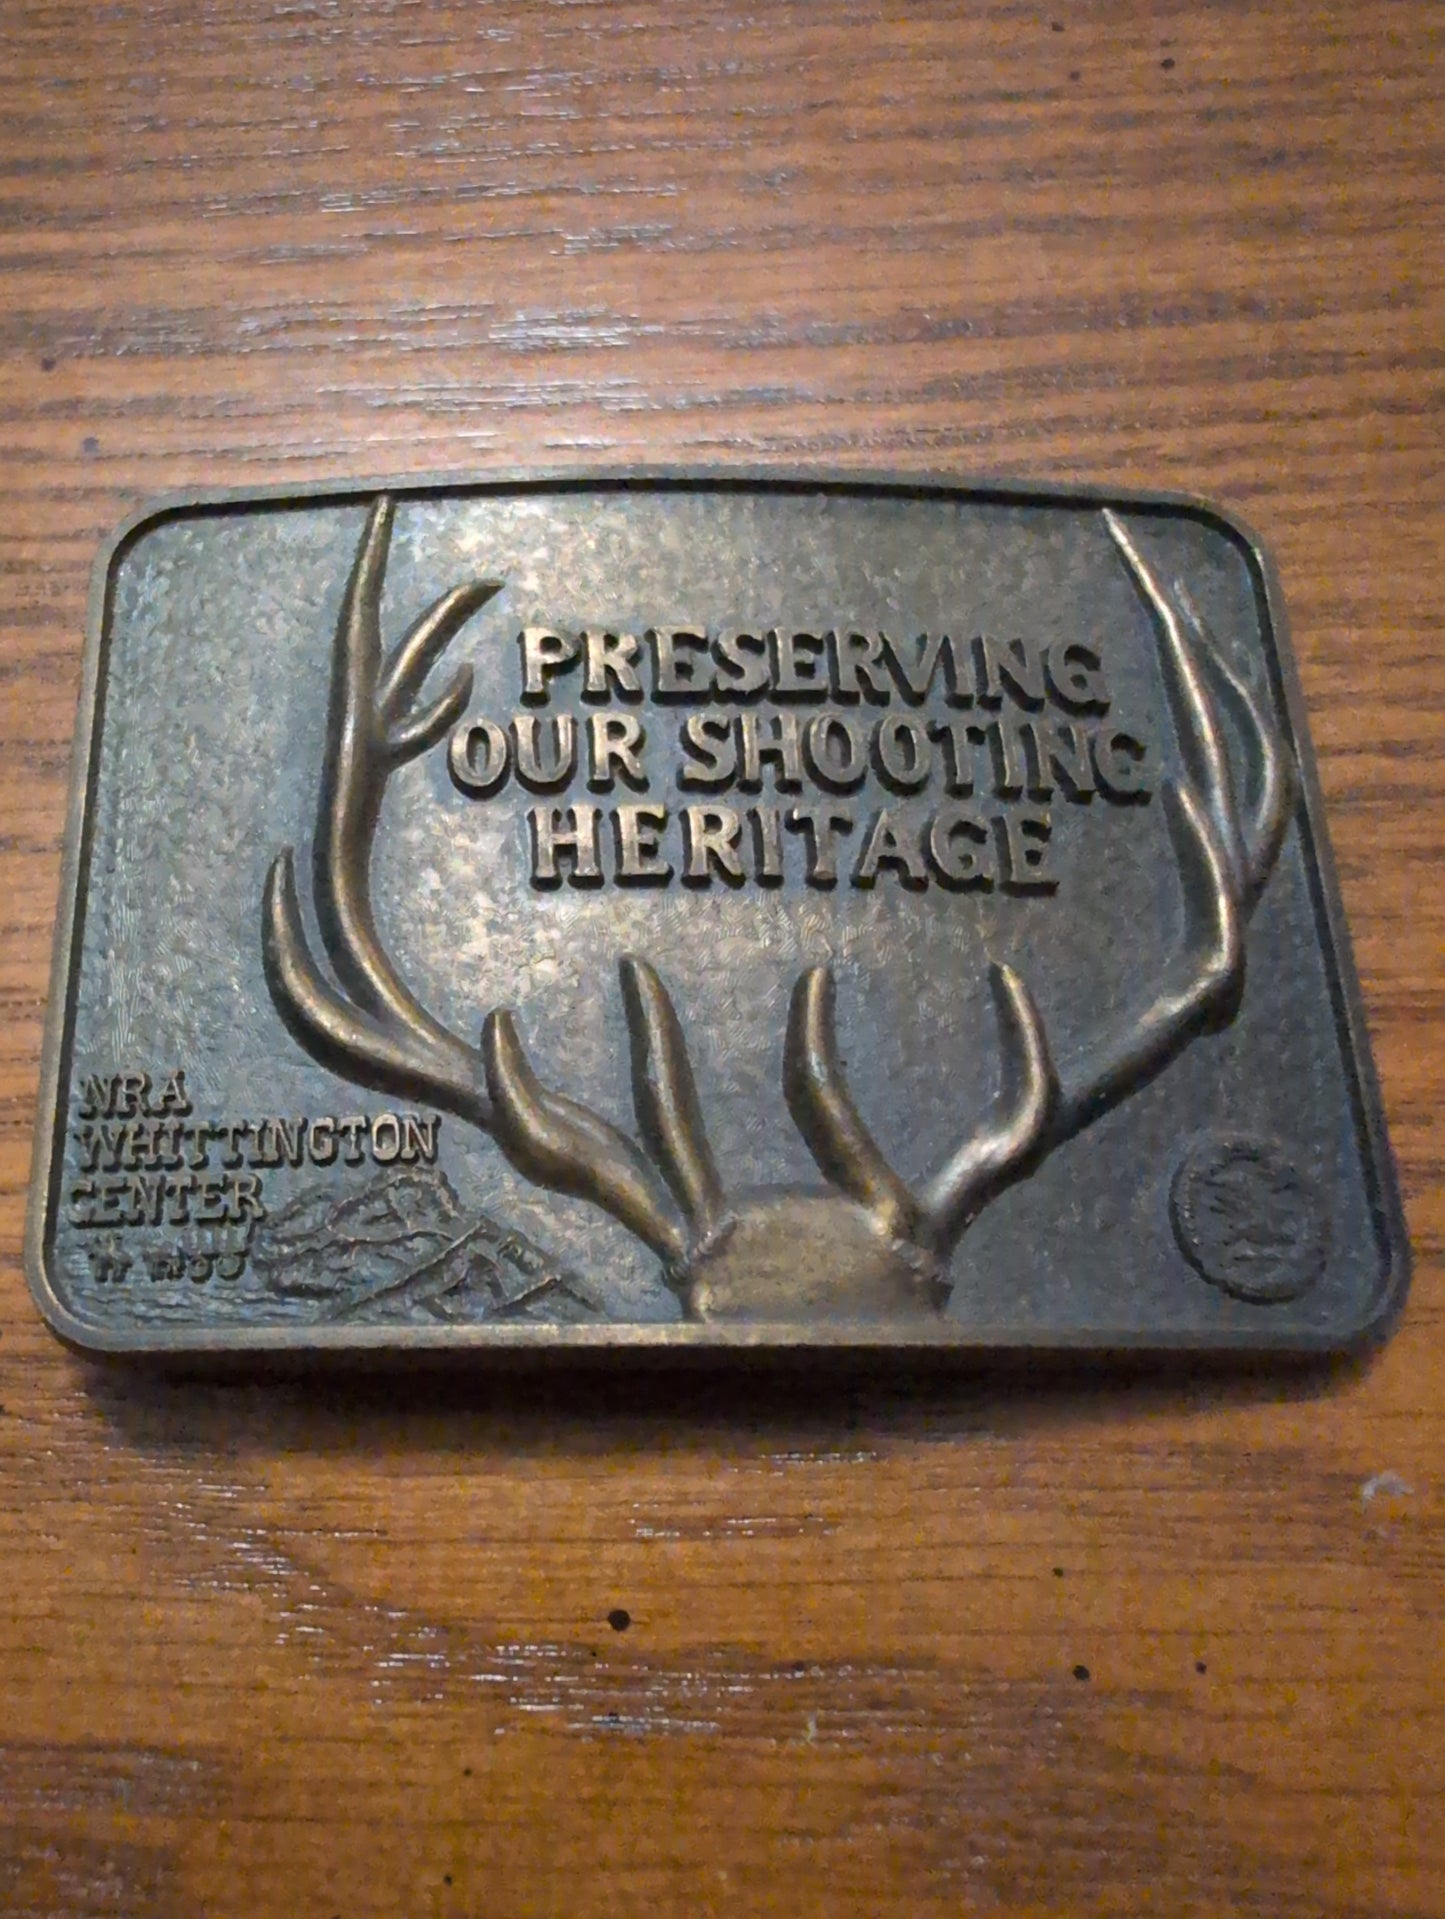 PRESERVING
OUR SHOOTING
HERITAGE
NRA
WHITTINGTON
CENTER